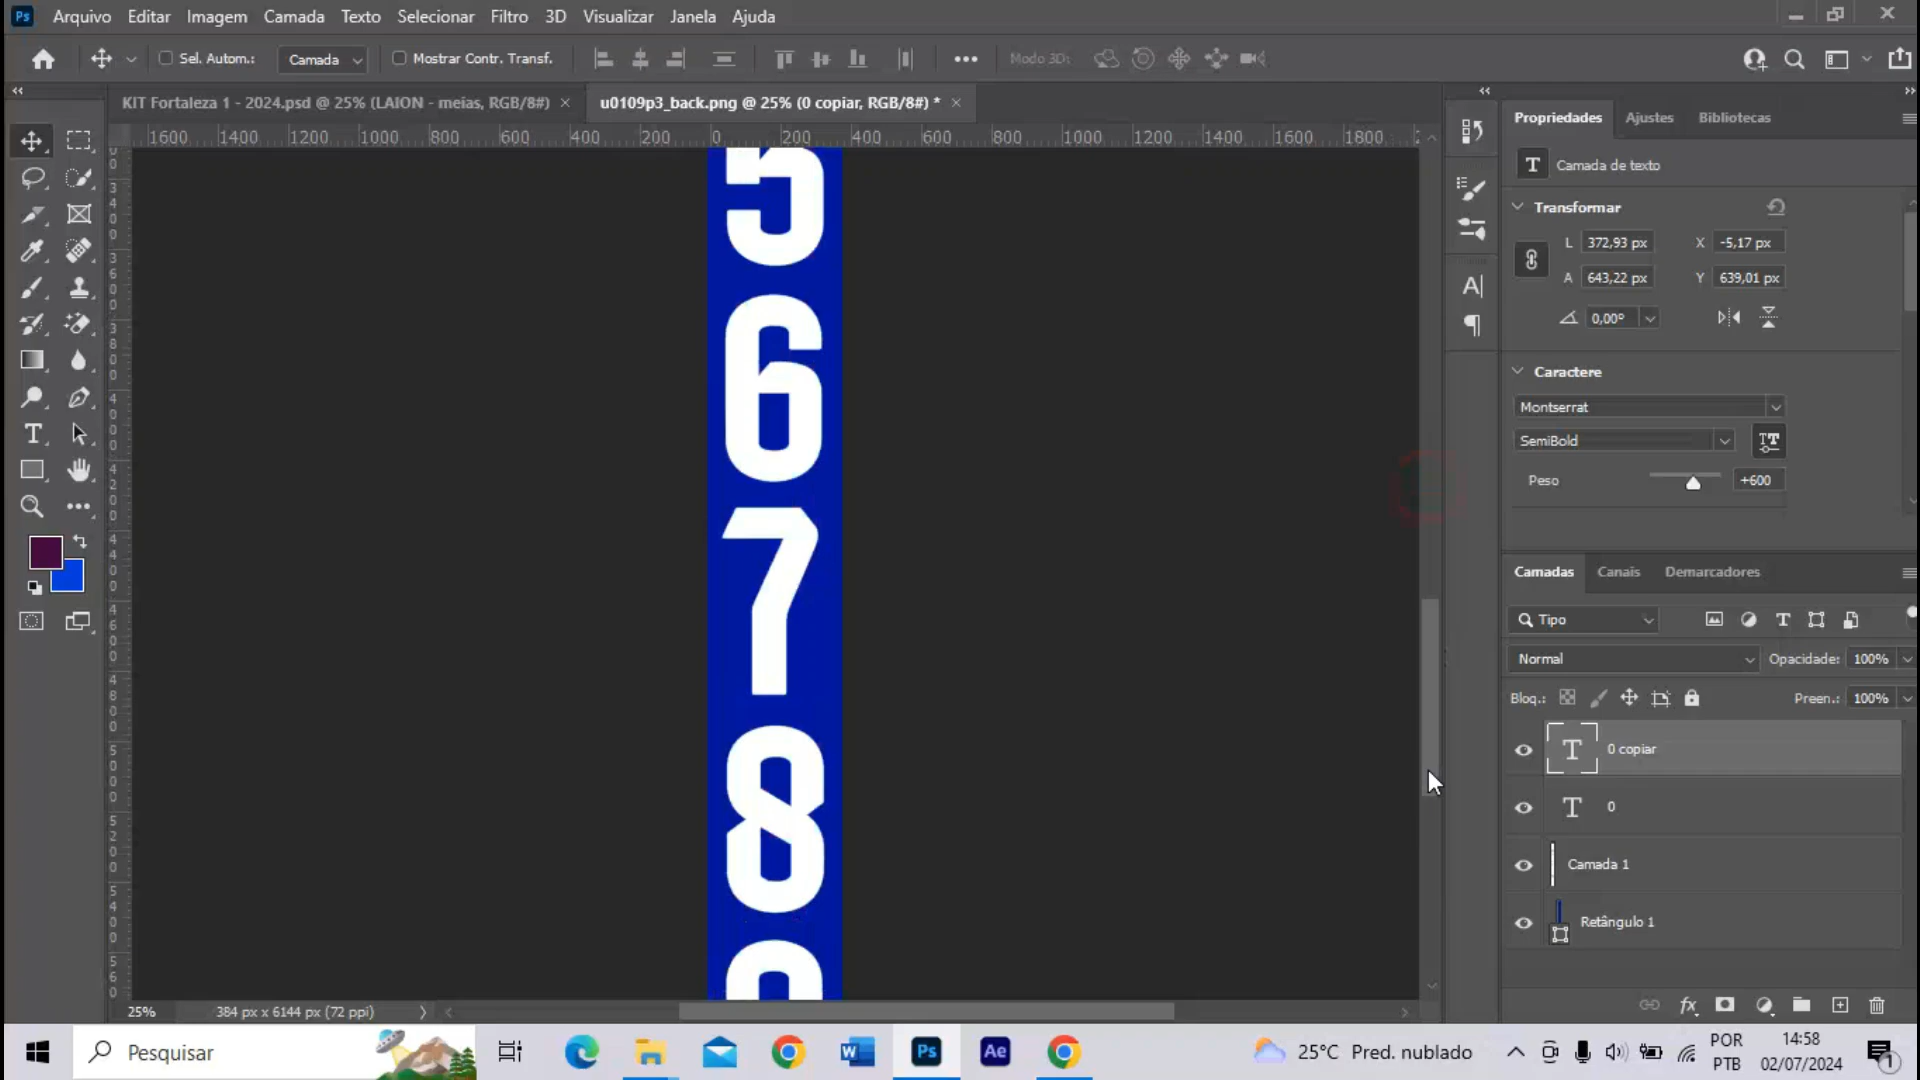 Ps Arquivo Editar Imagem Camada Texto Selecionar Filtro 3D Visualizar Janela Ajuda
Sel. Autom.: Camada Mostrar Contr. Transf. Modo 3D:
KIT Fortaleza 1 - 2024.psd @ 25% (LAION - meias, RGB/8#) × u0109p3_back.png @ 25% (0 copiar, RGB/8#) * ×
1600 1400 1200 1000 800 600 400 200 0 200 400 600 800 1000 1200 1400 1600 1800
5
6
7
8
Propriedades Ajustes Bibliotecas
T Camada de texto
Transformar
L 372,93 px X -5,17 px
A 643,22 px Y 639,01 px
0,00°
Caractere
Montserrat
SemiBold
Peso +600
Camadas Canais Demarcadores
Tipo
Normal Opacidade: 100%
Bloq.: Preen.: 100%
T 0 copiar
T 0
Camada 1
Retângulo 1
fx
25% 384 px x 6144 px (72 ppi)
Pesquisar
W Ps Ae
25°C Pred. nublado
POR
PTB
14:58
02/07/2024
1